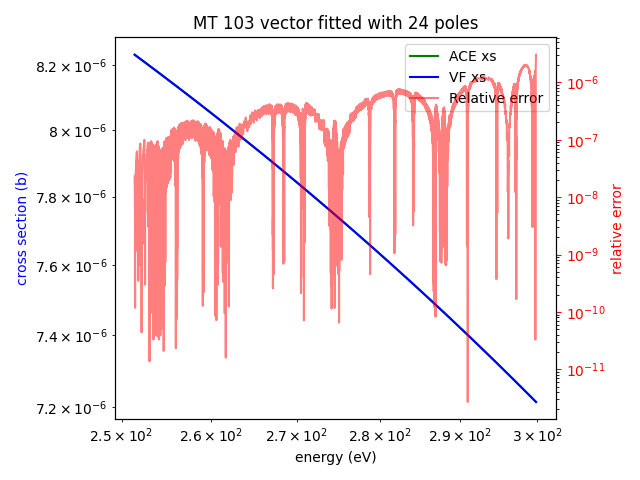 MT 103 vector fitted with 24 poles
ACE xs
VF xs
Relative error
8.2 × 10⁻⁶
8 × 10⁻⁶
7.8 × 10⁻⁶
7.6 × 10⁻⁶
7.4 × 10⁻⁶
7.2 × 10⁻⁶
cross section (b)
10⁻⁶
10⁻⁷
10⁻⁸
10⁻⁹
10⁻¹⁰
10⁻¹¹
relative error
2.5 × 10² 2.6 × 10² 2.7 × 10² 2.8 × 10² 2.9 × 10² 3 × 10²
energy (eV)